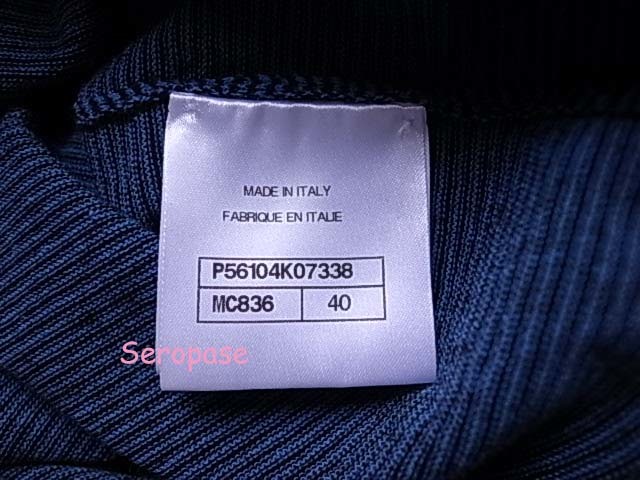 MADE IN ITALY
FABRIQUE EN ITALIE
P56104K07338
MC836 40
Seropase